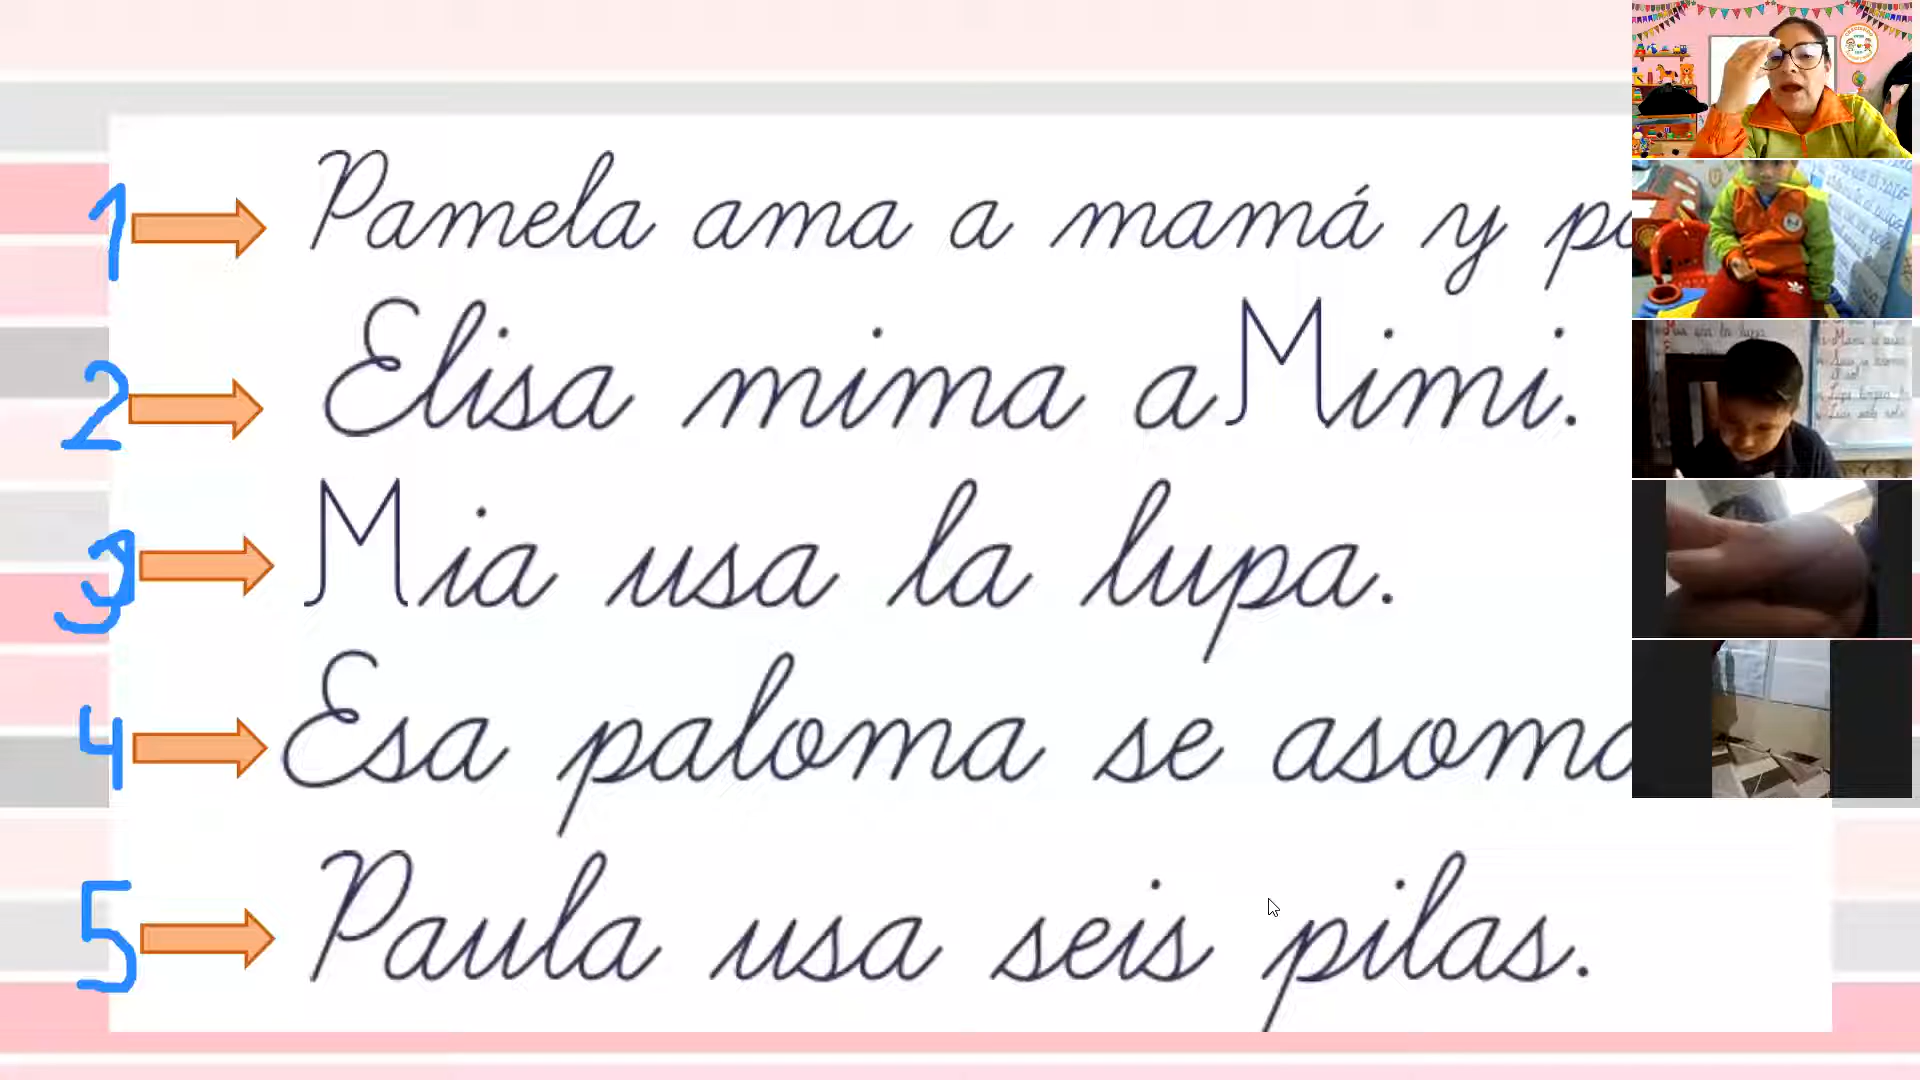 1 Pamela ama a mamá y
2 Elisa mima a Mimi.
3 Mia usa la lupa.
4 Esa paloma se
5 Paula usa seis pilas.